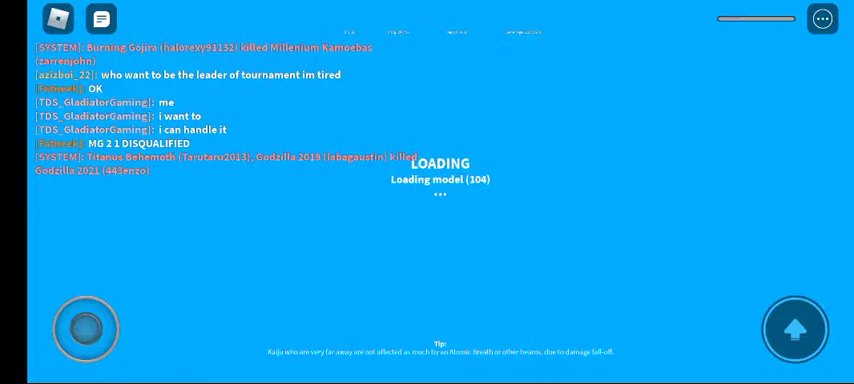 [SYSTEM]: Burning Gojira (halorexy91132) killed Millenium Kamoebas
(zarrenjohn)
[azizboi_22]: who want to be the leader of tournament im tired
[Fatneek]: OK
[TDS_GladiatorGaming]: me
[TDS_GladiatorGaming]: i want to
[TDS_GladiatorGaming]: i can handle it
[Fatneek]: MG 2 1 DISQUALIFIED
[SYSTEM]: Titanus Behemoth (Tarutaru2013), Godzilla 2019 (labagaustin) killed
Godzilla 2021 (443enzo)
LOADING
Loading model (104)
...
Tip:
Kaiju who are very far away are not affected as much by an Atomic Breath or other beams, due to damage fall-off.